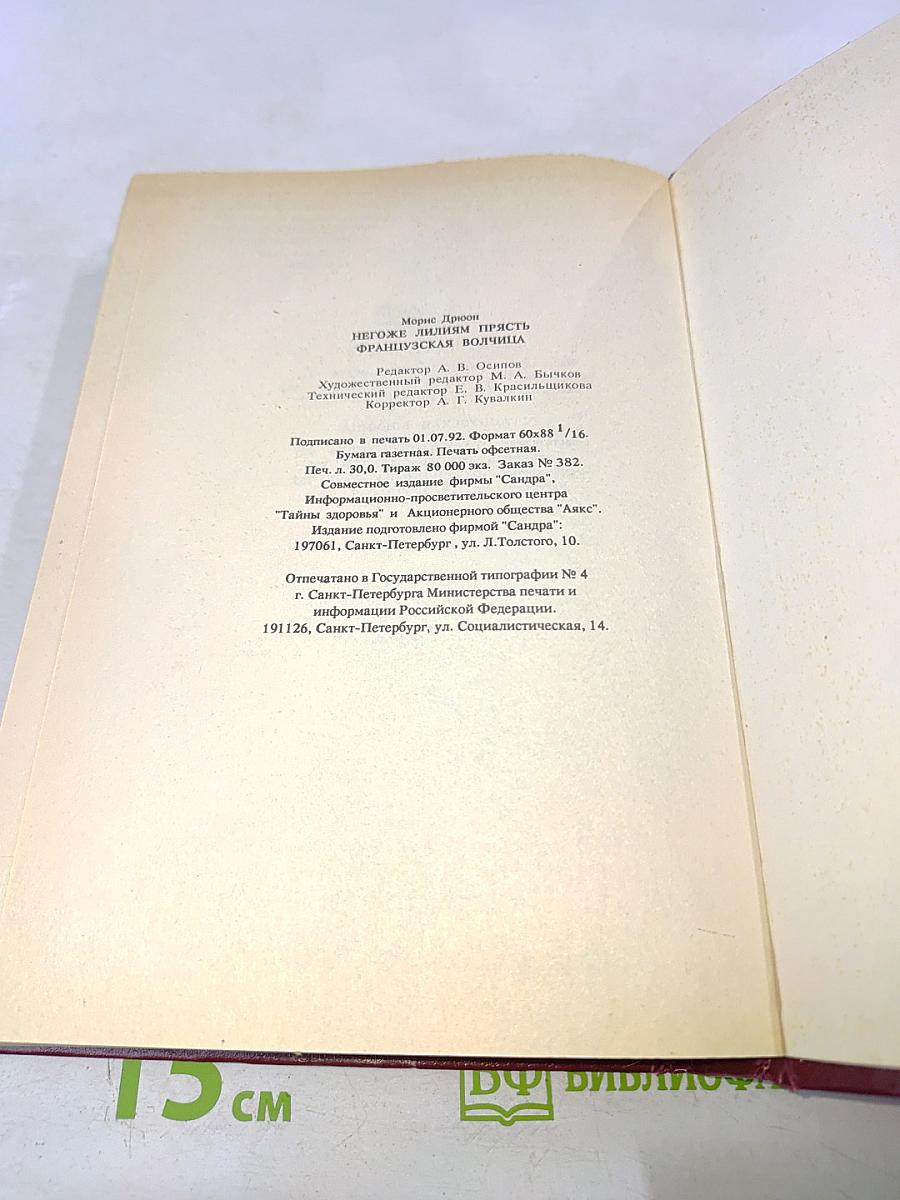 Морис Дрюон
НЕГОЖЕ ЛИЛИЯМ ПРЯСТЬ
ФРАНЦУЗСКАЯ ВОЛЧИЦА
Редактор А. В. Осипов
Художественный редактор М. А. Бычков
Технический редактор Е. В. Красильщикова
Корректор А. Г. Кувалкин
Подписано в печать 01.07.92. Формат 60х88 1/16.
Бумага газетная. Печать офсетная.
Печ. л. 30,0. Тираж 80 000 экз. Заказ № 382.
Совместное издание фирмы "Сандра",
Информационно-просветительского центра
"Тайны здоровья" и Акционерного общества "Аякс".
Издание подготовлено фирмой "Сандра":
197061, Санкт-Петербург , ул. Л.Толстого, 10.
Отпечатано в Государственной типографии № 4
г. Санкт-Петербурга Министерства печати и
информации Российской Федерации.
191126, Санкт-Петербург, ул. Социалистическая, 14.
15 см
БФ